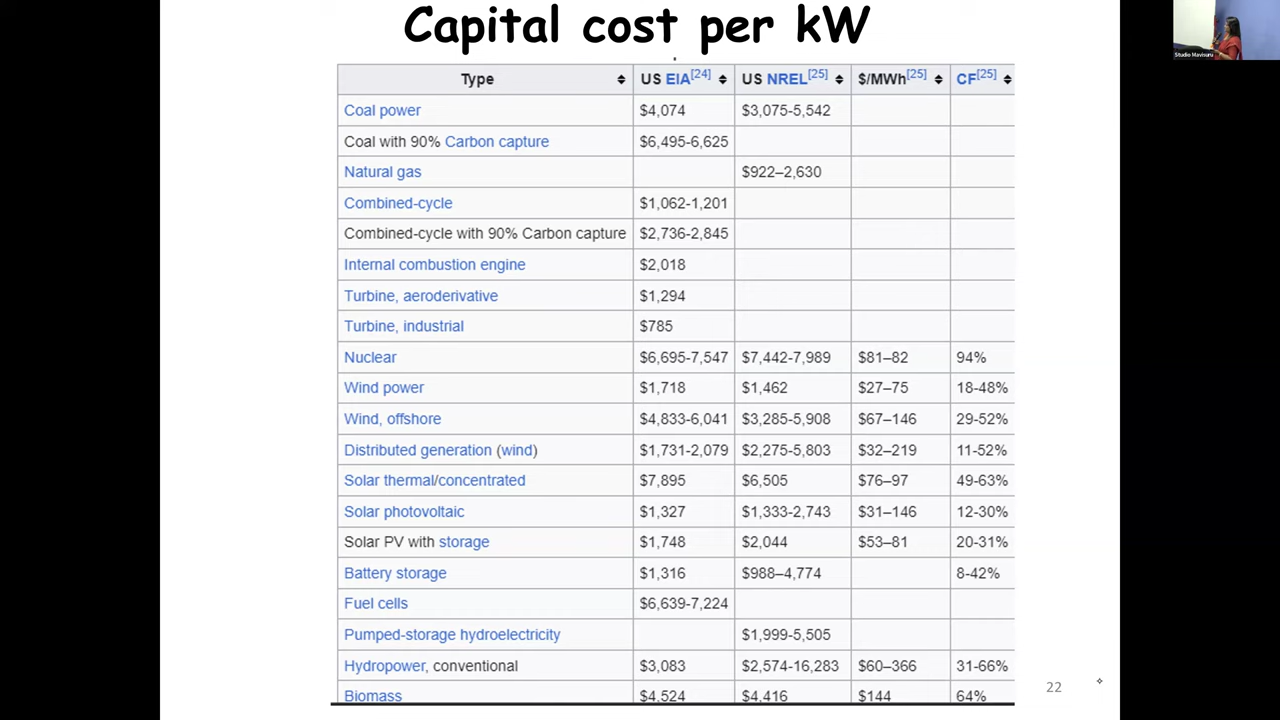 Capital cost per kW
Studio Mavisuru
Type US EIA[24] US NREL[25] $/MWh[25] CF[25]
Coal power $4,074 $3,075-5,542
Coal with 90% Carbon capture $6,495-6,625
Natural gas $922–2,630
Combined-cycle $1,062-1,201
Combined-cycle with 90% Carbon capture $2,736-2,845
Internal combustion engine $2,018
Turbine, aeroderivative $1,294
Turbine, industrial $785
Nuclear $6,695-7,547 $7,442-7,989 $81–82 94%
Wind power $1,718 $1,462 $27–75 18-48%
Wind, offshore $4,833-6,041 $3,285-5,908 $67–146 29-52%
Distributed generation (wind) $1,731-2,079 $2,275-5,803 $32–219 11-52%
Solar thermal/concentrated $7,895 $6,505 $76–97 49-63%
Solar photovoltaic $1,327 $1,333-2,743 $31–146 12-30%
Solar PV with storage $1,748 $2,044 $53–81 20-31%
Battery storage $1,316 $988–4,774 8-42%
Fuel cells $6,639-7,224
Pumped-storage hydroelectricity $1,999-5,505
Hydropower, conventional $3,083 $2,574-16,283 $60–366 31-66%
Biomass $4,524 $4,416 $144 64%
22